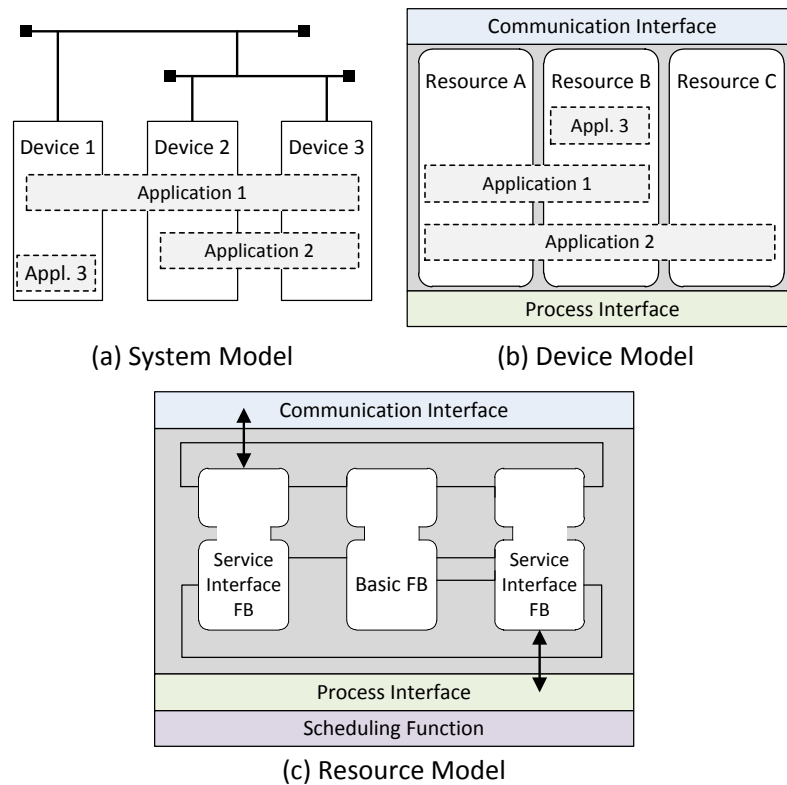 Device 1
Device 2
Device 3
Application 1
Application 2
Appl. 3
(a) System Model
Communication Interface
Resource A
Resource B
Resource C
Appl. 3
Application 1
Application 2
Process Interface
(b) Device Model
Communication Interface
Service
Interface
FB
Basic FB
Service
Interface
FB
Process Interface
Scheduling Function
(c) Resource Model